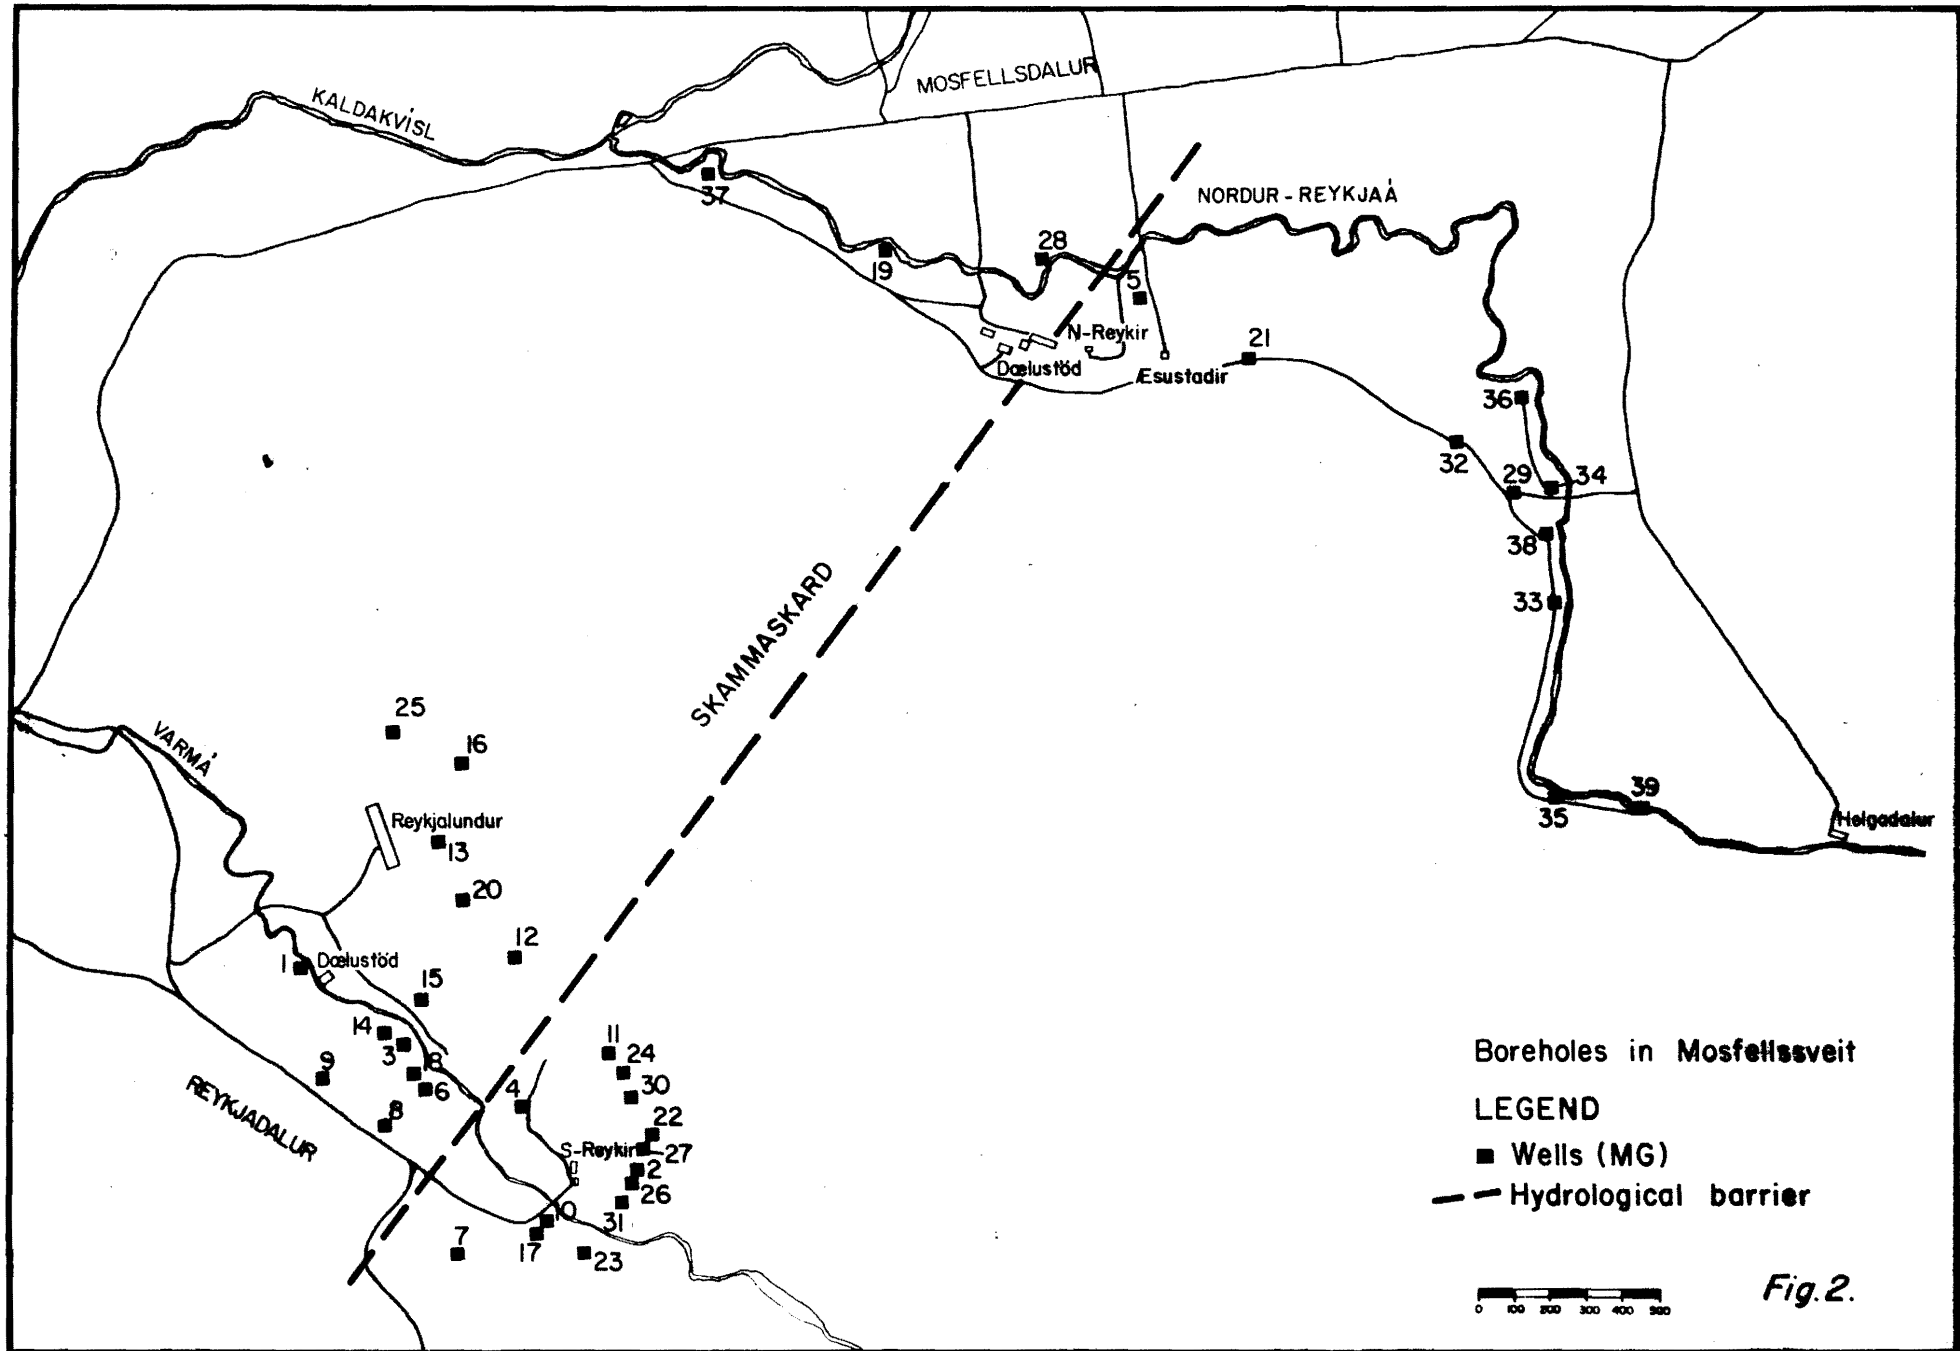 MOSFELLSDALUR
KALDAKVÍSL
37
NORDUR-REYKJAÁ
19
28
5
N-Reykir
Dælustöd
Æsustadir
21
36
32
29
34
38
33
SKAMMASKARD
25
16
VARMÁ
Reykjalundur
13
20
39
35
Helgadalur
12
1
Dælustöd
15
14
3
9
18
6
8
REYKJADALUR
4
11
24
30
22
27
S-Reykir
2
26
31
10
17
7
23
Boreholes in Mosfellssveit
LEGEND
Wells (MG)
Hydrological barrier
0 100 200 300 400 500
Fig. 2.